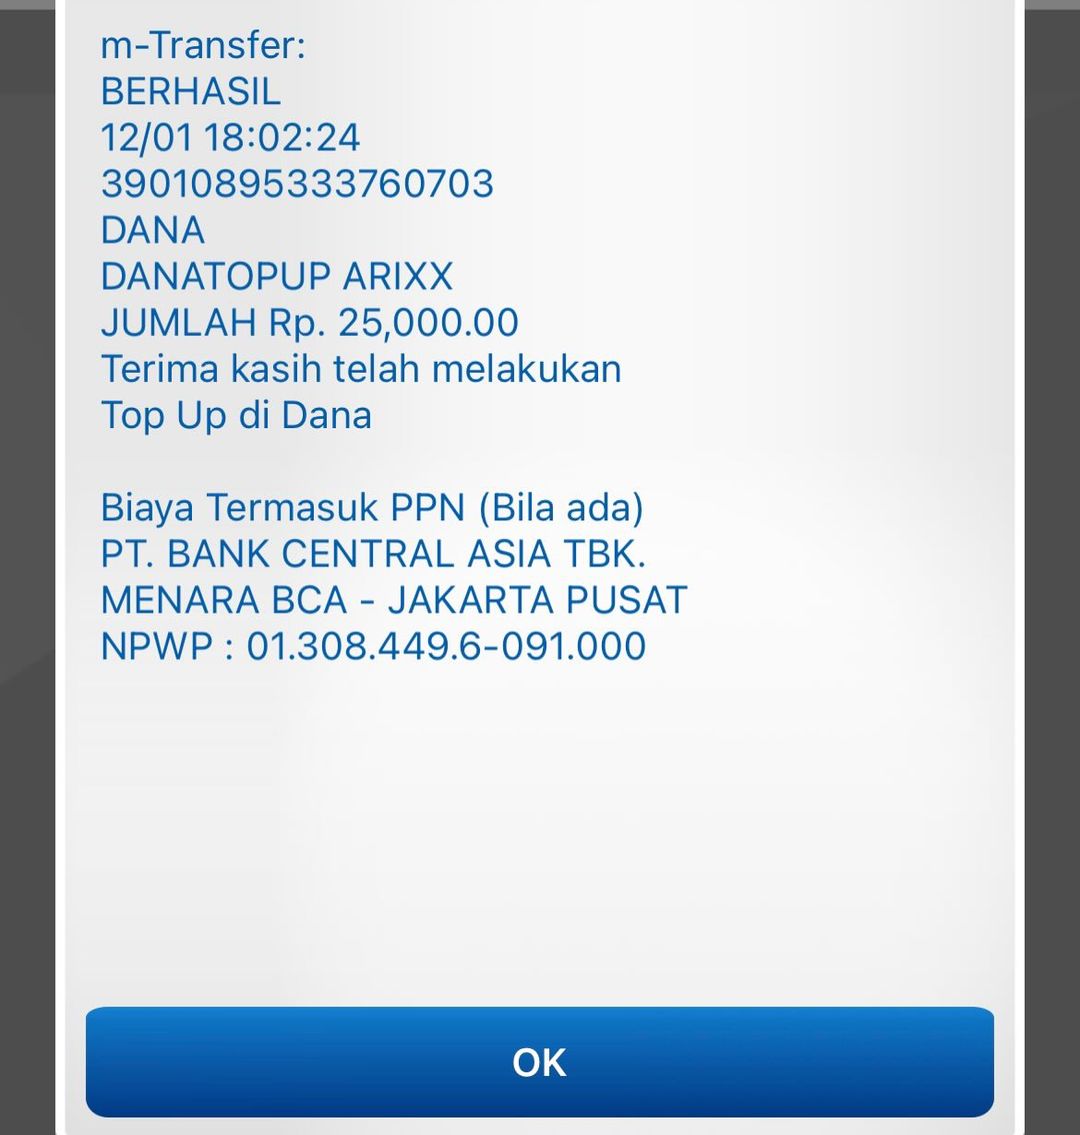 m-Transfer:
BERHASIL
12/01 18:02:24
39010895333760703
DANA
DANATOPUP ARIXX
JUMLAH Rp. 25,000.00
Terima kasih telah melakukan
Top Up di Dana
Biaya Termasuk PPN (Bila ada)
PT. BANK CENTRAL ASIA TBK.
MENARA BCA - JAKARTA PUSAT
NPWP : 01.308.449.6-091.000
OK